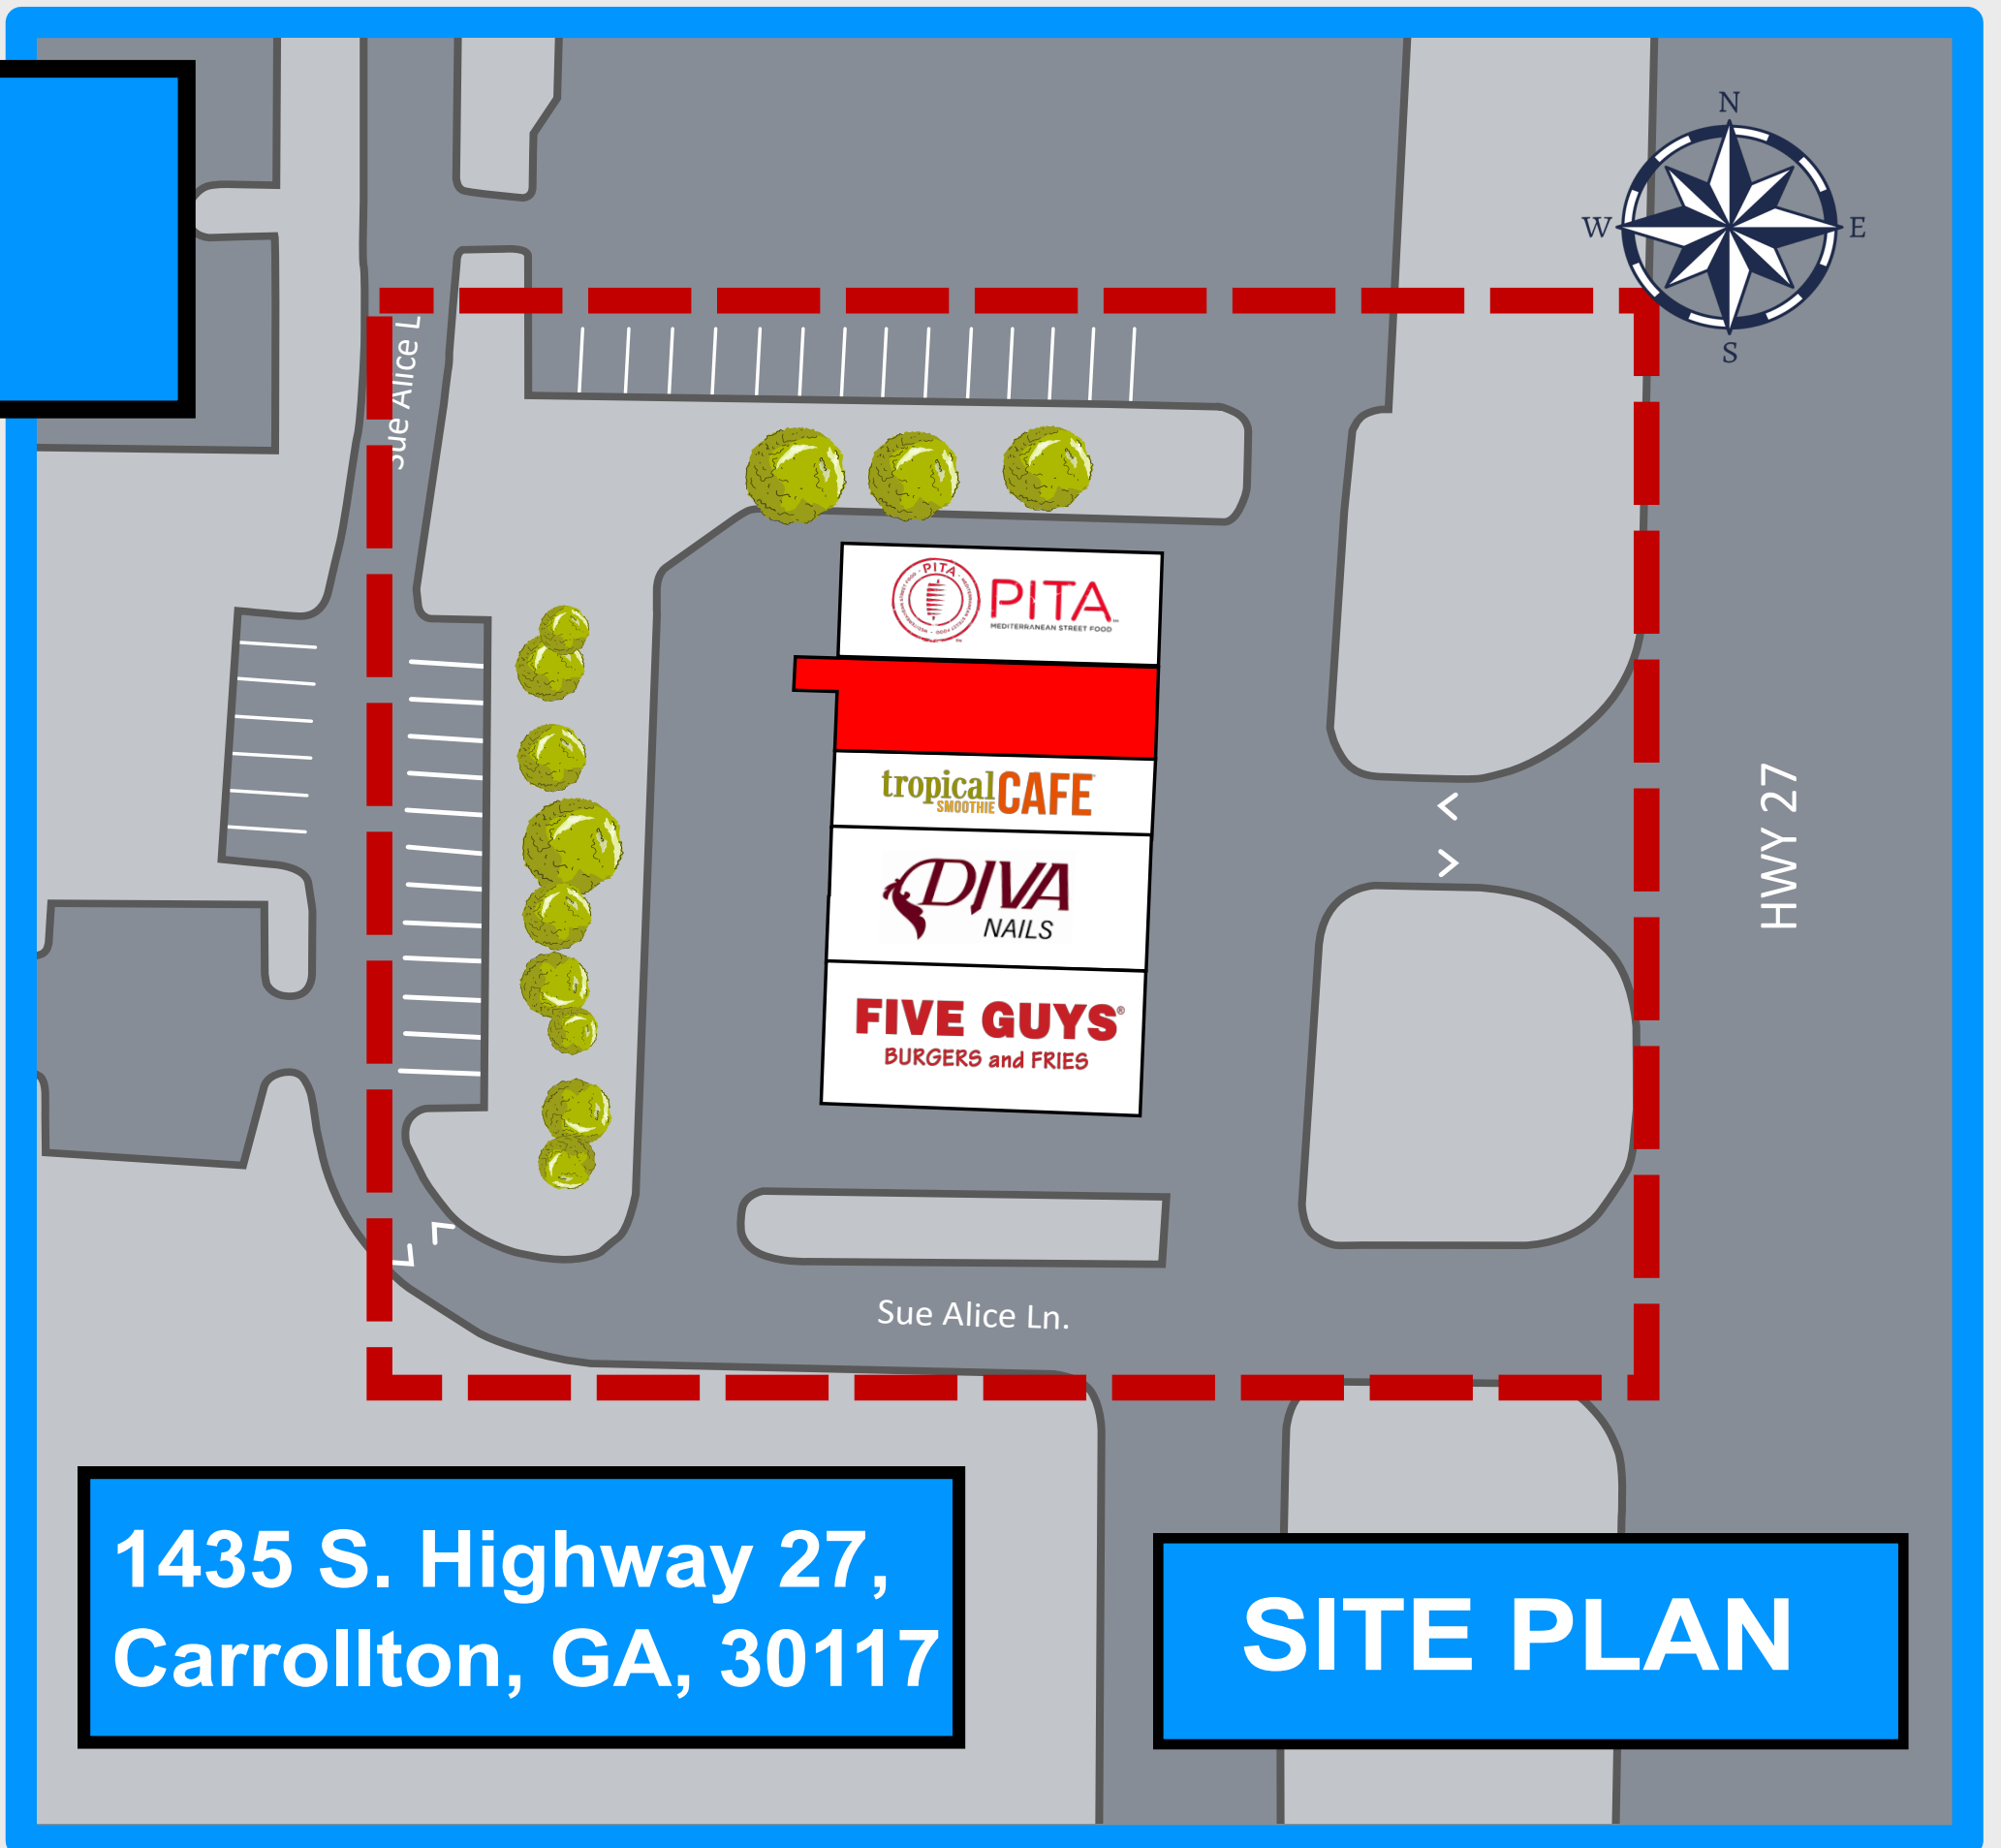 N
W
E
S
Sue Alice L
PITA
PITA
MEDITERRANEAN STREET FOOD
tropical
SMOOTHIE
CAFE
DIVA
NAILS
HWY 27
FIVE GUYS®
BURGERS and FRIES
Sue Alice Ln.
1435 S. Highway 27,
Carrollton, GA, 30117
SITE PLAN